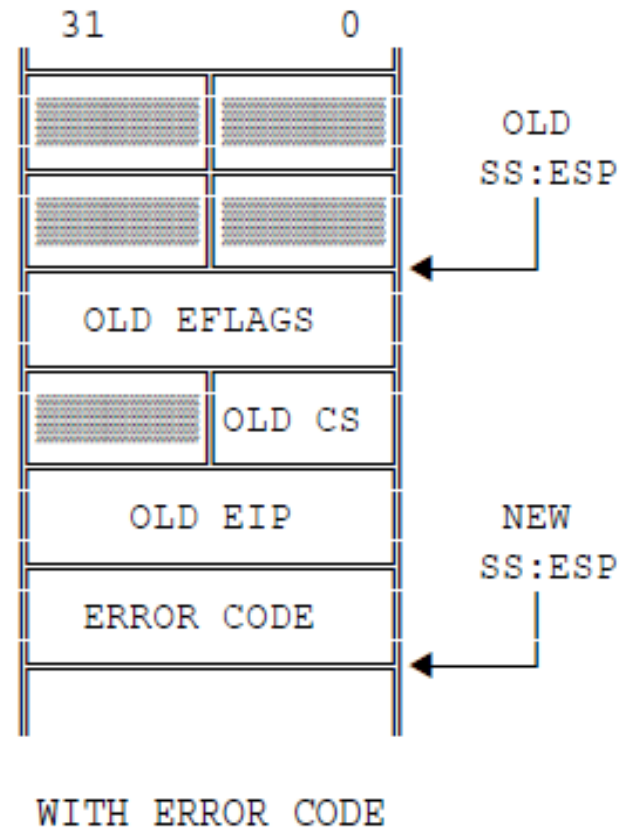 31 0
OLD
SS:ESP
OLD EFLAGS
OLD CS
OLD EIP
NEW
SS:ESP
ERROR CODE
WITH ERROR CODE